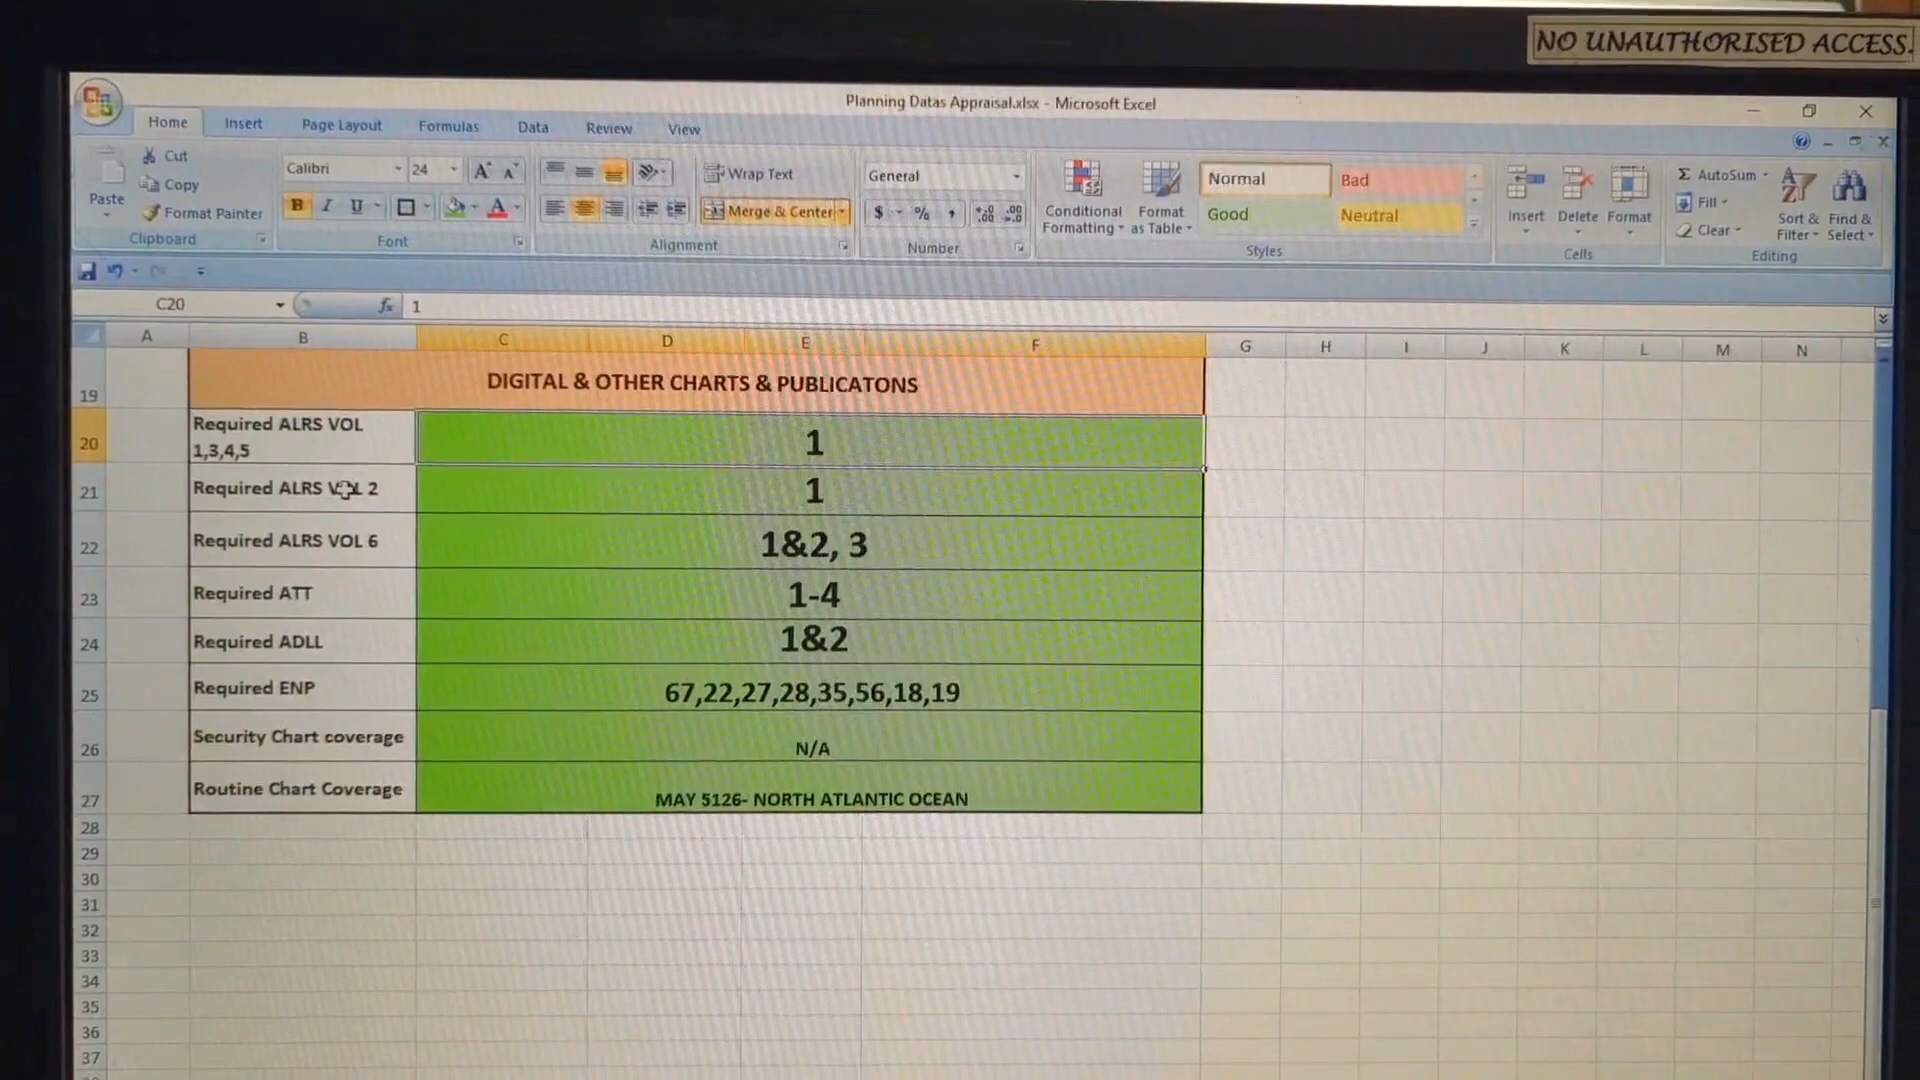 NO UNAUTHORISED ACCESS.
Planning Datas Appraisal.xlsx - Microsoft Excel
Home Insert Page Layout Formulas Data Review View
Cut
Copy
Format Painter
Paste
Clipboard
Calibri 24
B I U
Font
Wrap Text
Merge & Center
Alignment
General
$ % ,
Number
Conditional Formatting
Format as Table
Normal Bad
Good Neutral
Styles
Insert Delete Format
Cells
Σ AutoSum
Fill
Clear
Sort & Filter
Find & Select
Editing
C20 fx 1
A B C D E F G H I J K L M N
19 DIGITAL & OTHER CHARTS & PUBLICATONS
20 Required ALRS VOL 1,3,4,5 1
21 Required ALRS VOL 2 1
22 Required ALRS VOL 6 1&2, 3
23 Required ATT 1-4
24 Required ADLL 1&2
25 Required ENP 67,22,27,28,35,56,18,19
26 Security Chart coverage N/A
27 Routine Chart Coverage MAY 5126- NORTH ATLANTIC OCEAN
28
29
30
31
32
33
34
35
36
37